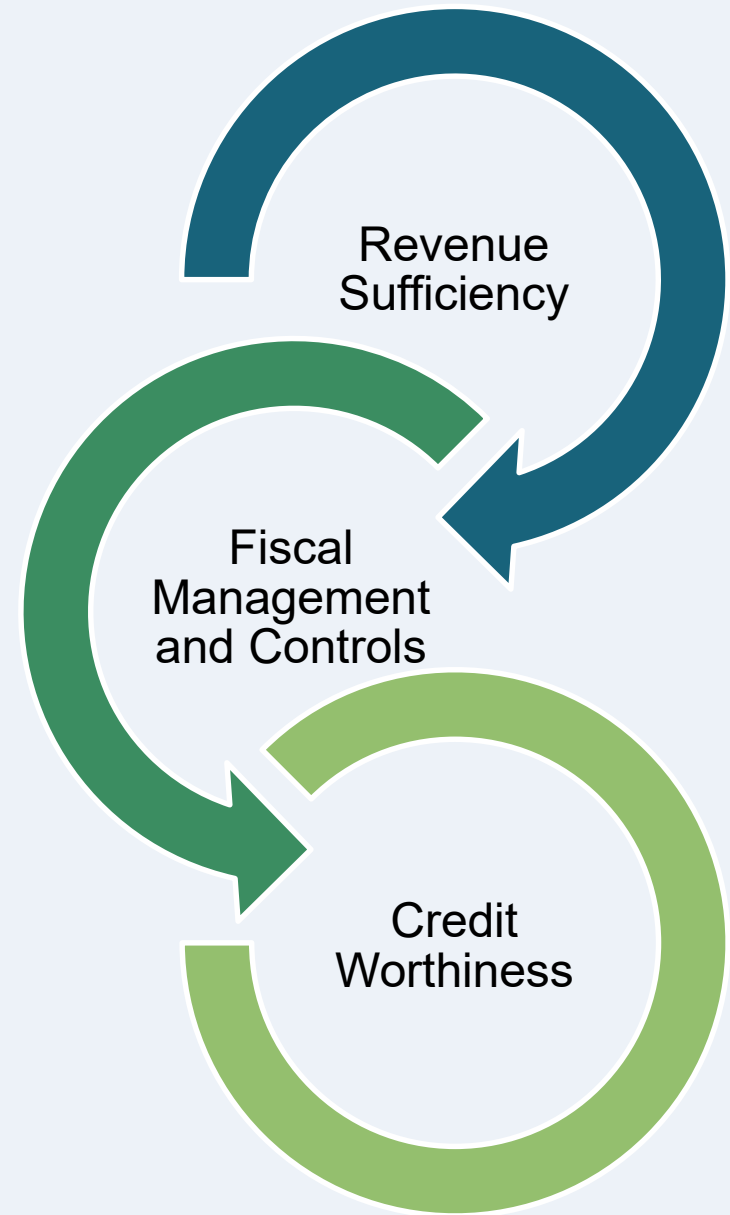 Revenue
Sufficiency
Fiscal
Management
and Controls
Credit
Worthiness